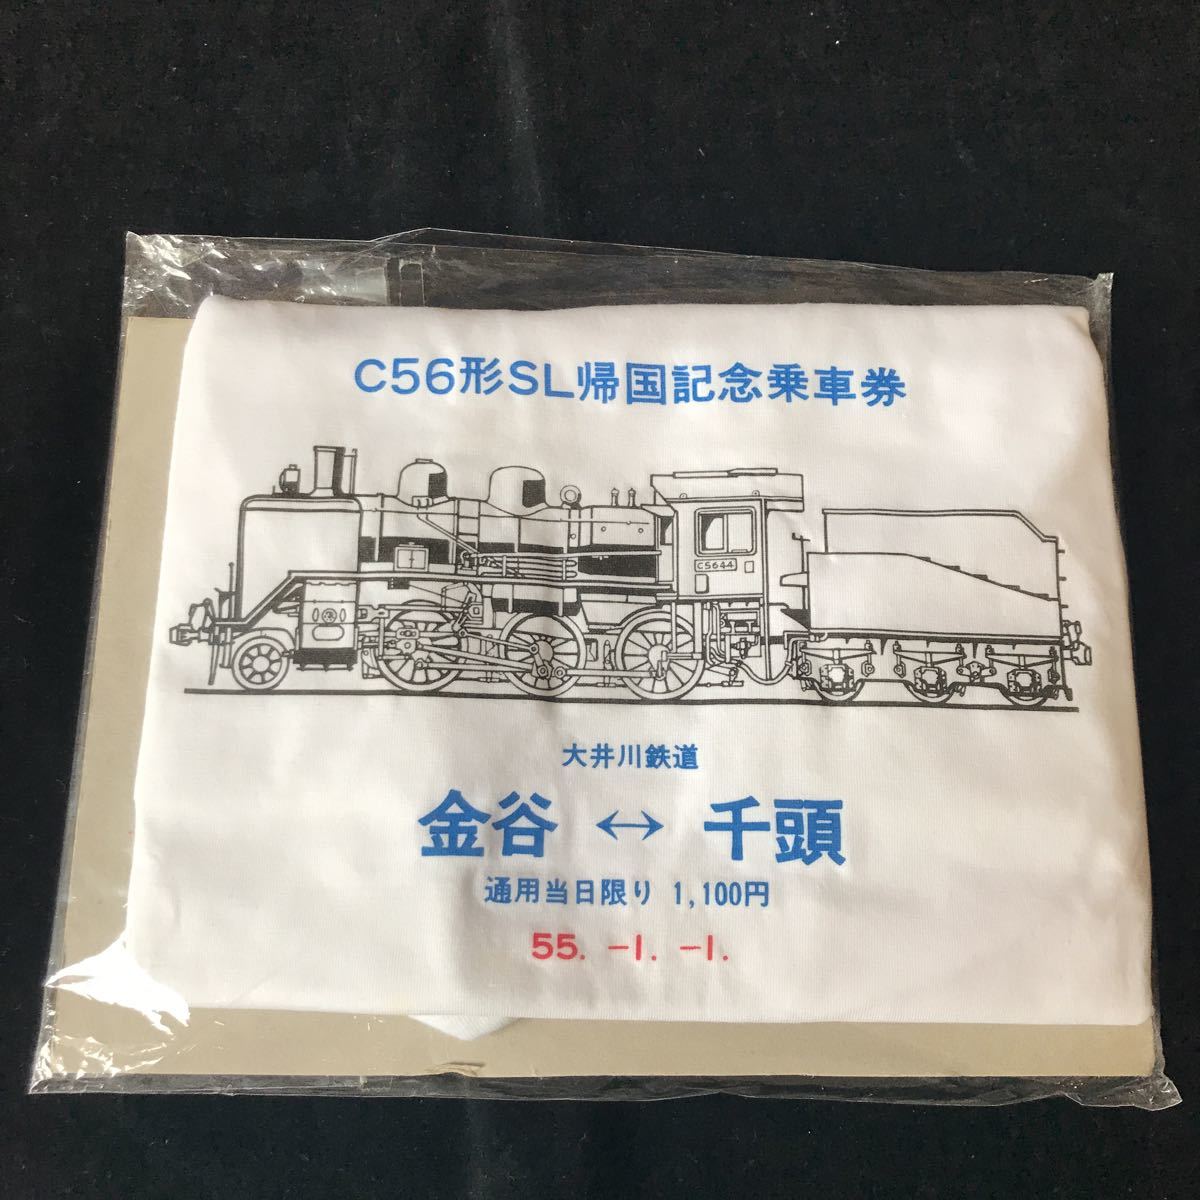 C56形SL帰国記念乗車券
C5644
大井川鉄道
金谷 ↔ 千頭
通用当日限り 1,100円
55. -1. -1.